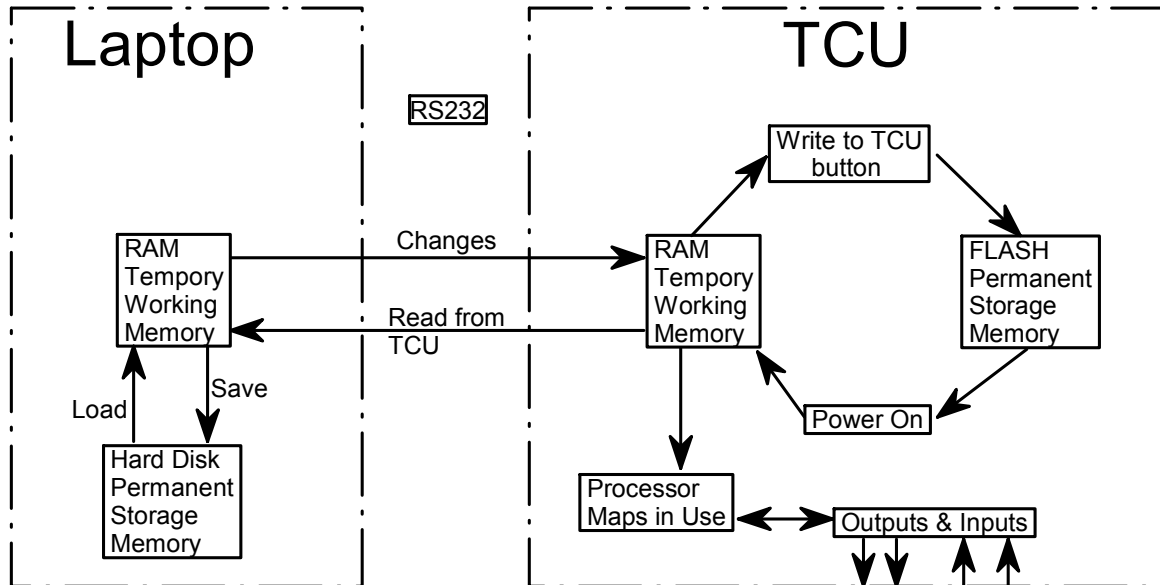 Laptop
TCU
RS232
Write to TCU
button
Changes
RAM
Tempory
Working
Memory
RAM
Tempory
Working
Memory
FLASH
Permanent
Storage
Memory
Read from
TCU
Load
Save
Power On
Hard Disk
Permanent
Storage
Memory
Processor
Maps in Use
Outputs & Inputs